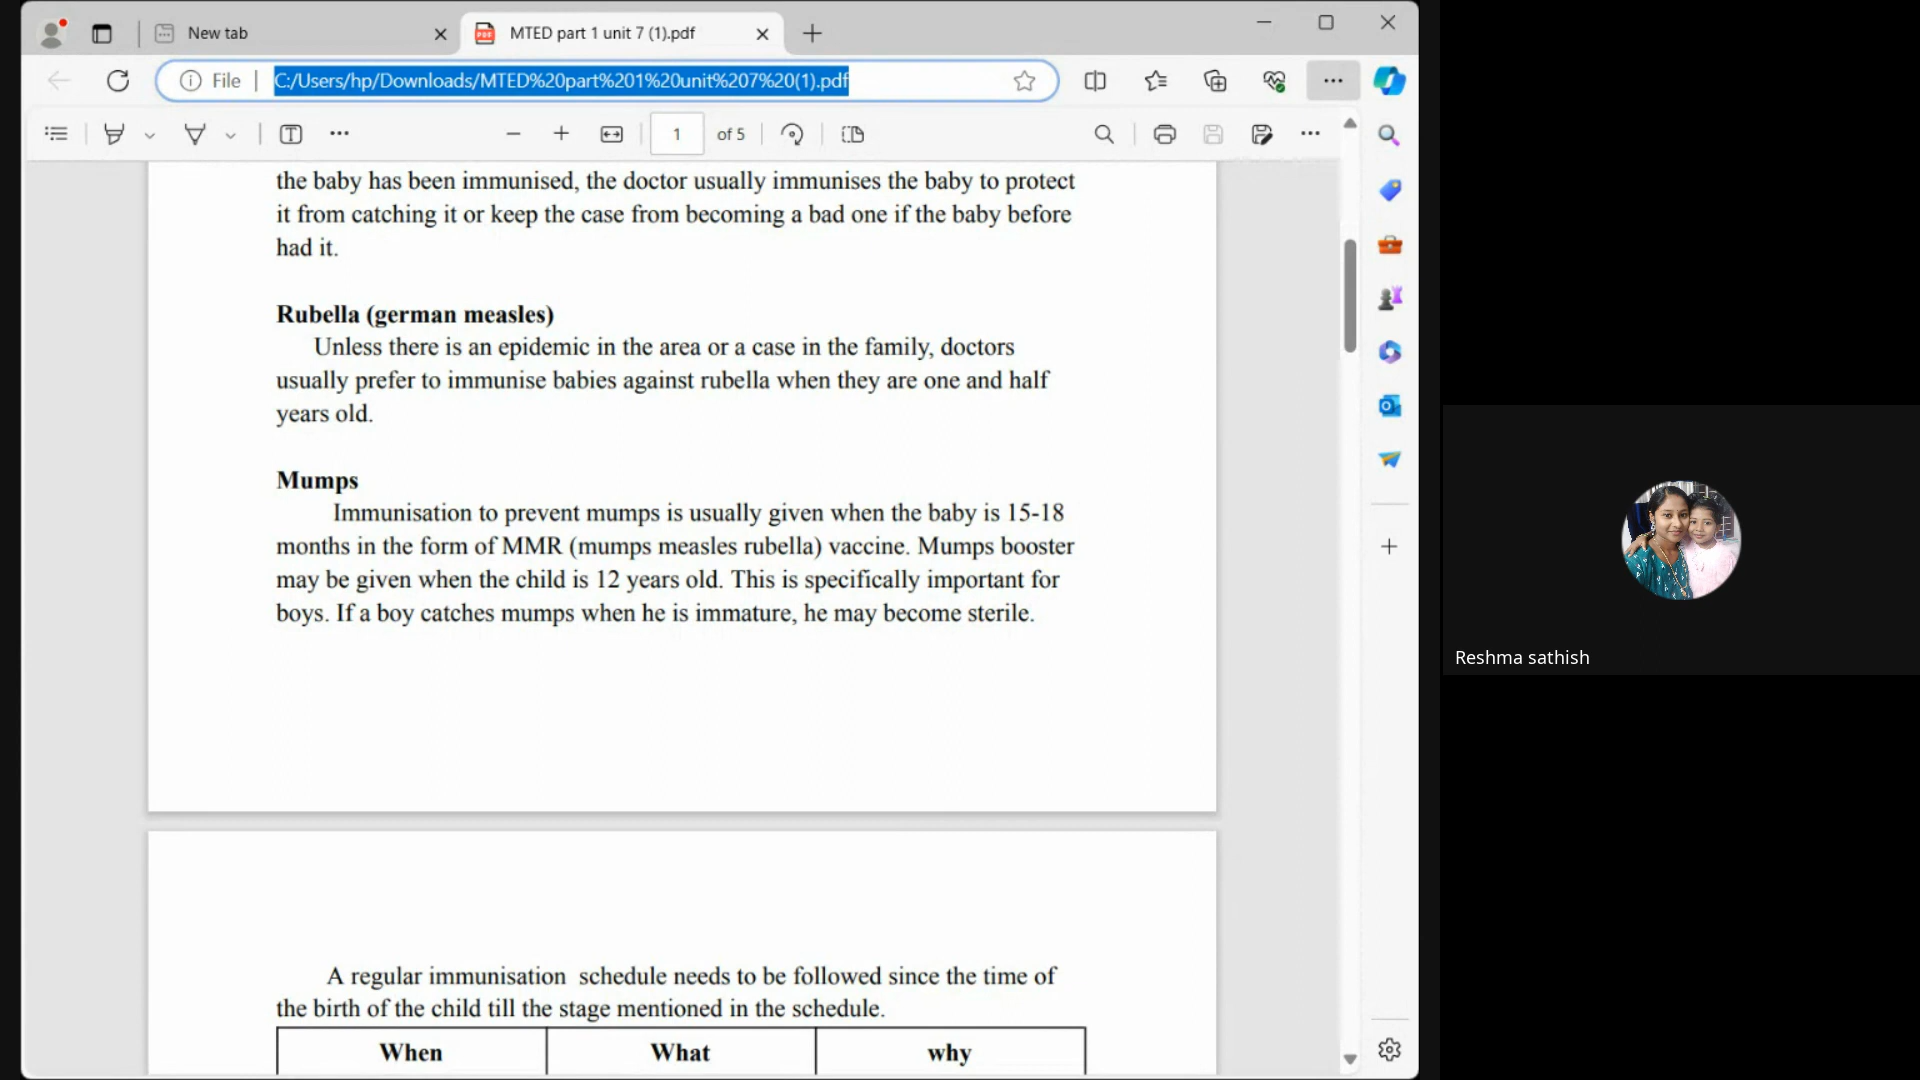 New tab
MTED part 1 unit 7 (1).pdf
File
C:/Users/hp/Downloads/MTED%20part%201%20unit%207%20(1).pdf
1 of 5
the baby has been immunised, the doctor usually immunises the baby to protect
it from catching it or keep the case from becoming a bad one if the baby before
had it.
Rubella (german measles)
Unless there is an epidemic in the area or a case in the family, doctors
usually prefer to immunise babies against rubella when they are one and half
years old.
Mumps
Immunisation to prevent mumps is usually given when the baby is 15-18
months in the form of MMR (mumps measles rubella) vaccine. Mumps booster
may be given when the child is 12 years old. This is specifically important for
boys. If a boy catches mumps when he is immature, he may become sterile.
A regular immunisation schedule needs to be followed since the time of
the birth of the child till the stage mentioned in the schedule.
When What why
Reshma sathish